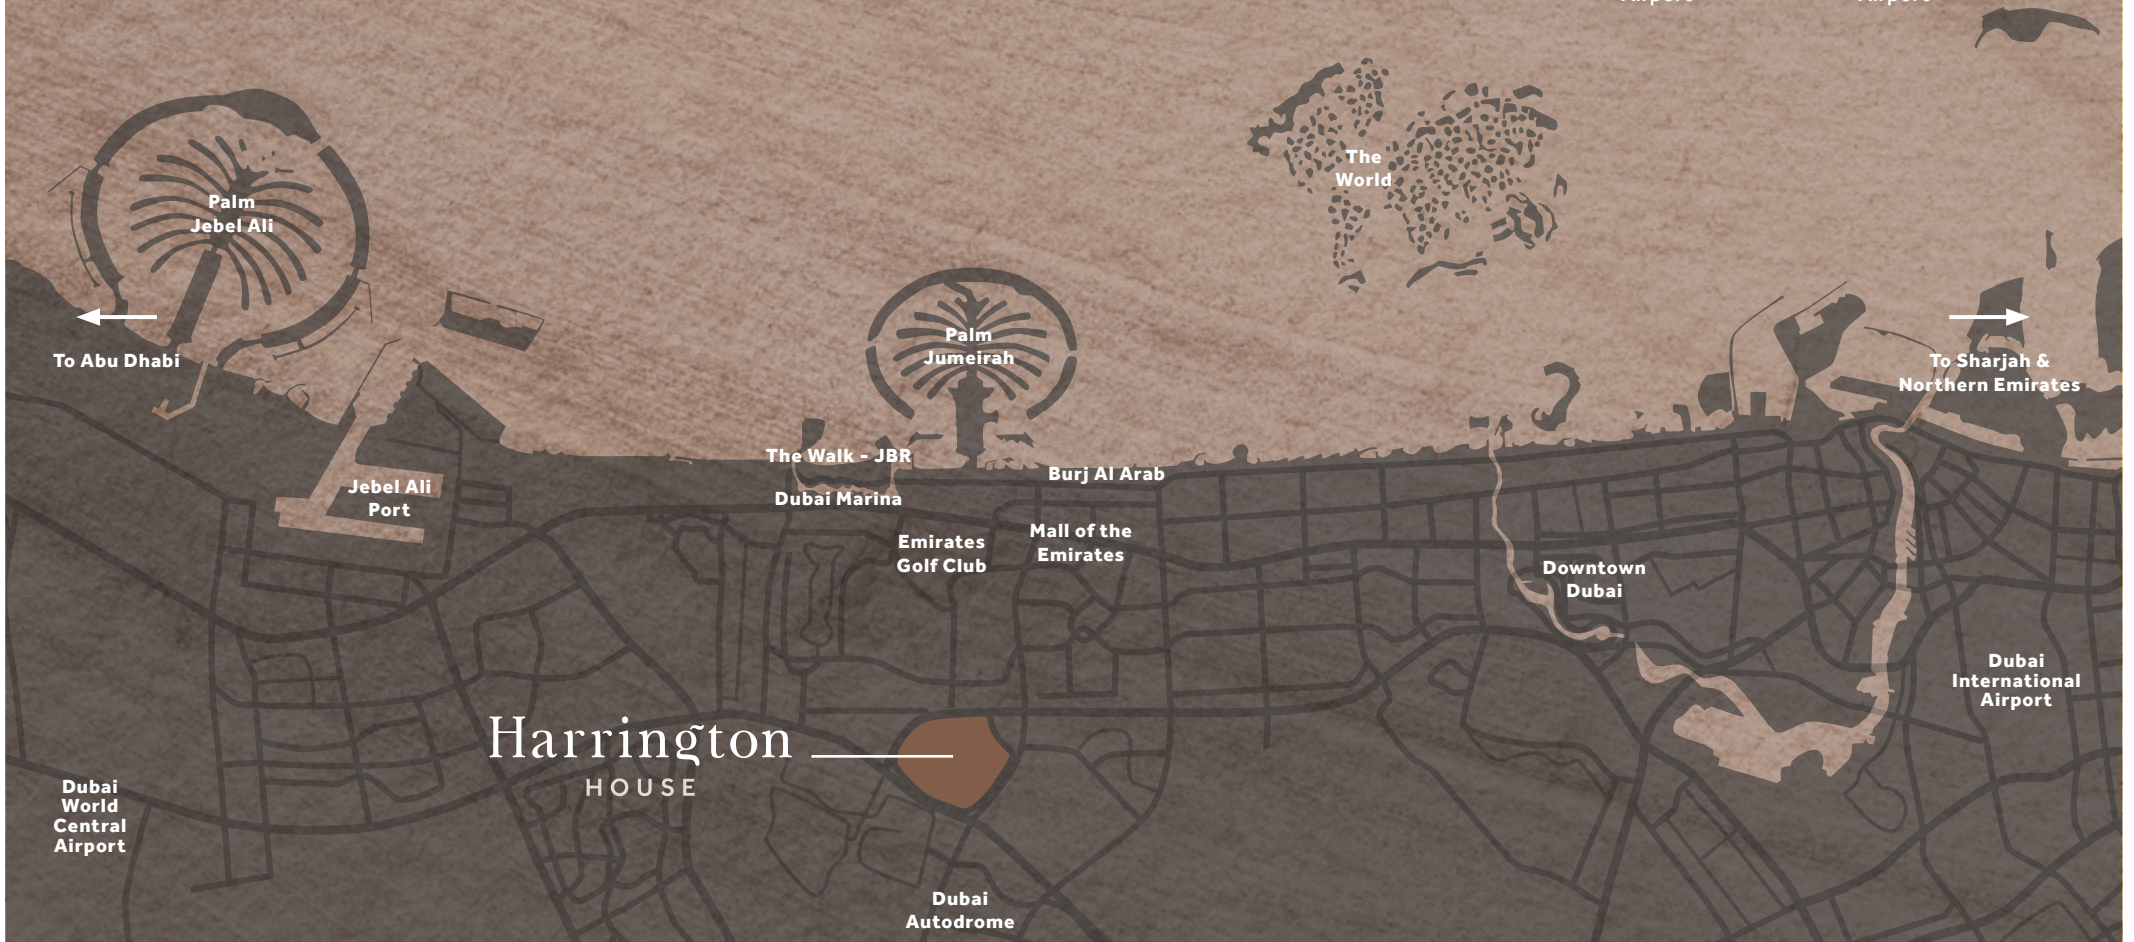 Airport
Airport
The
World
Palm
Jebel Ali
Palm
Jumeirah
To Abu Dhabi
To Sharjah &
Northern Emirates
The Walk - JBR
Burj Al Arab
Jebel Ali
Port
Dubai Marina
Emirates
Golf Club
Mall of the
Emirates
Downtown
Dubai
Dubai
International
Airport
Harrington
HOUSE
Dubai
World
Central
Airport
Dubai
Autodrome